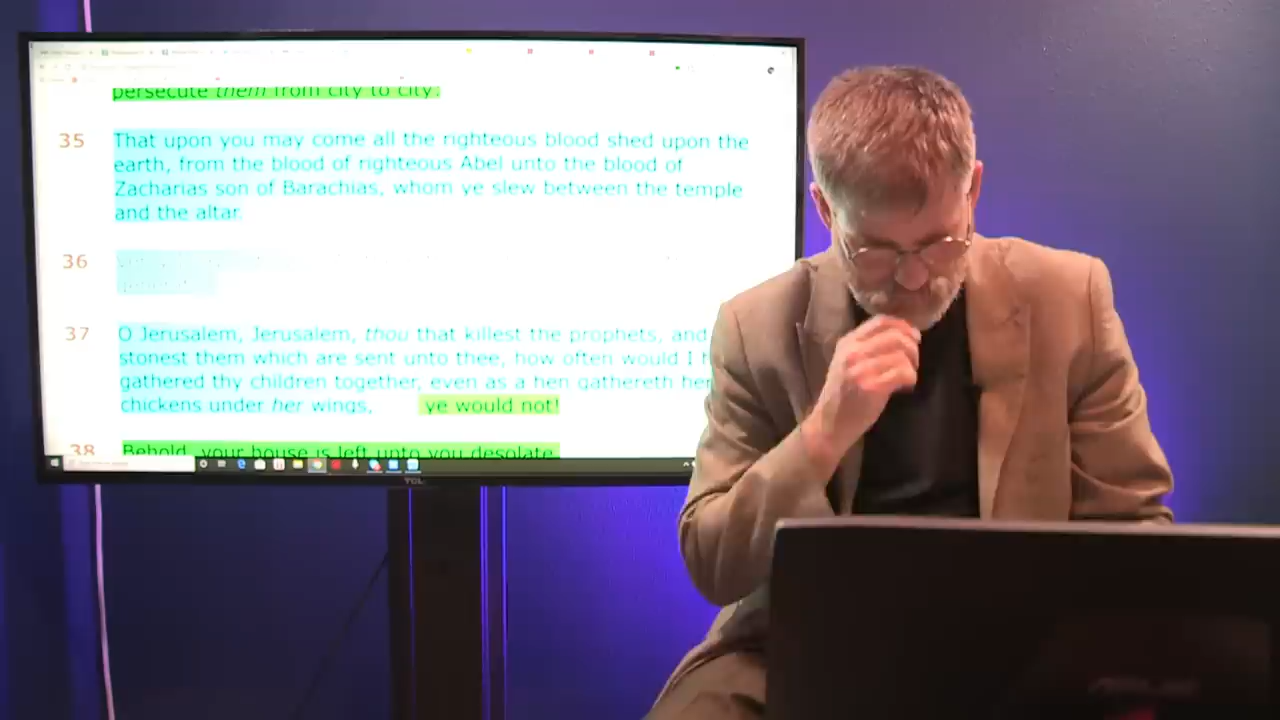 persecute them from city to city:
35 That upon you may come all the righteous blood shed upon the
earth, from the blood of righteous Abel unto the blood of
Zacharias son of Barachias, whom ye slew between the temple
and the altar.
36
37 O Jerusalem, Jerusalem, thou that killest the prophets, and
stonest them which are sent unto thee, how often would I h
gathered thy children together, even as a hen gathereth her
chickens under her wings, ye would not!
38 Behold, your house is left unto you desolate.
TCL